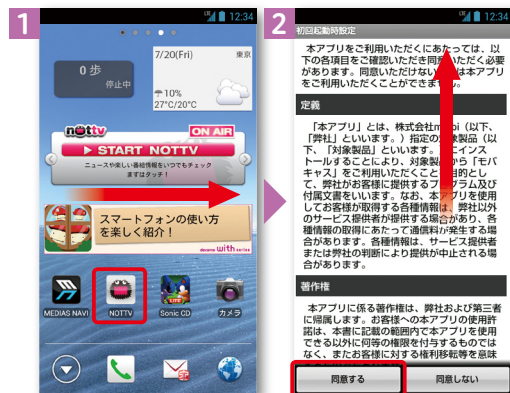 1
12:34
0 歩
停止中
7/20(Fri)
東京
10%
27°C/20°C
nottv
ON AIR
START NOTTV
ニュースや楽しい番組情報をいつでもチェック
まずはタッチ!
スマートフォンの使い方
を楽しく紹介!
docomo with series
MEDIAS NAVI
NOTTV
Sonic CD
カメラ
2
12:34
初回起動時設定
本アプリをご利用いただくにあたっては、以
下の各項目をご確認いただき同意いただく必要
があります。同意いただけない は本アプリ
をご利用いただくことができません。
定義
「本アプリ」とは、株式会社m bi(以下、
「弊社」といいます。)指定の 製品(以
下、「対象製品」といいます。) インス
トールすることにより、対象製品から「モバ
キャス」をご利用いただくこと 目的とし
て、弊社がお客様に提供するプログラム及び
付属文書をいいます。なお、本アプリを使用
してお客様が取得する各種情報は、弊社以外
のサービス提供者が提供する場合があり、各
種情報の取得にあたって通信料が発生する場
合があります。各種情報は、サービス提供者
または弊社の判断により提供が中止される場
合があります。
著作権
本アプリに係る著作権は、弊社および第三者
に帰属します。お客様への本アプリの使用許
諾は、本書に記載の範囲内で本アプリを使用
できる以外に何等の権限を付与するものでは
なく、またお客様に対する権利移転等を意味
同意する
同意しない